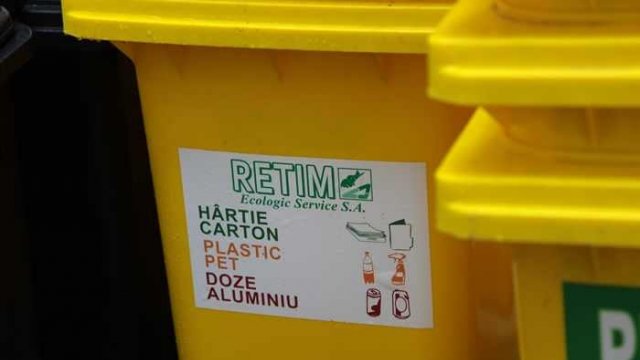 RETIM
Ecologic Service S.A.
HÂRTIE
CARTON
PLASTIC
PET
DOZE
ALUMINIU